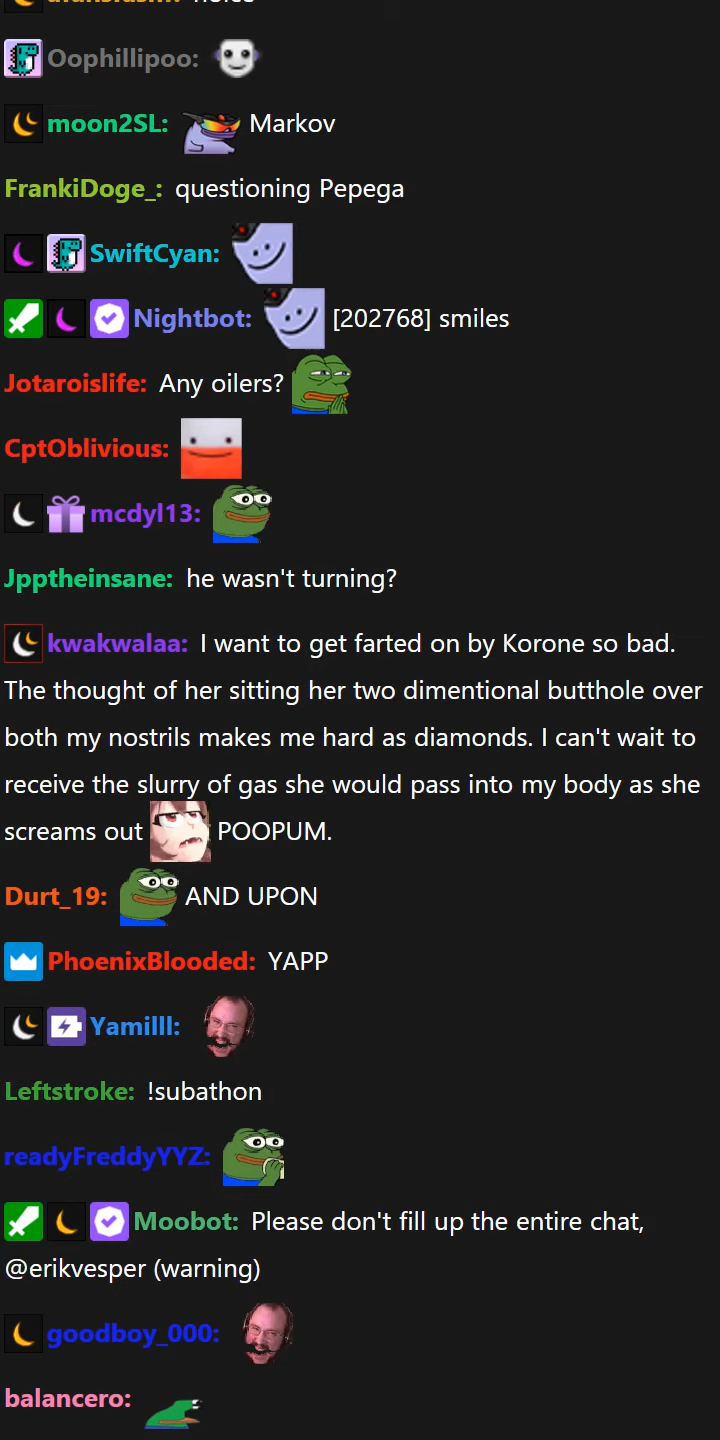 Oophillipoo:
moon2SL: Markov
FrankiDoge_: questioning Pepega
SwiftCyan:
Nightbot: [202768] smiles
Jotaroislife: Any oilers?
CptOblivious:
mcdyl13:
Jpptheinsane: he wasn't turning?
kwakwalaa: I want to get farted on by Korone so bad.
The thought of her sitting her two dimentional butthole over
both my nostrils makes me hard as diamonds. I can't wait to
receive the slurry of gas she would pass into my body as she
screams out POOPUM.
Durt_19: AND UPON
PhoenixBlooded: YAPP
Yamilll:
Leftstroke: !subathon
readyFreddyYYZ:
Moobot: Please don't fill up the entire chat,
@erikvesper (warning)
goodboy_000:
balancero: